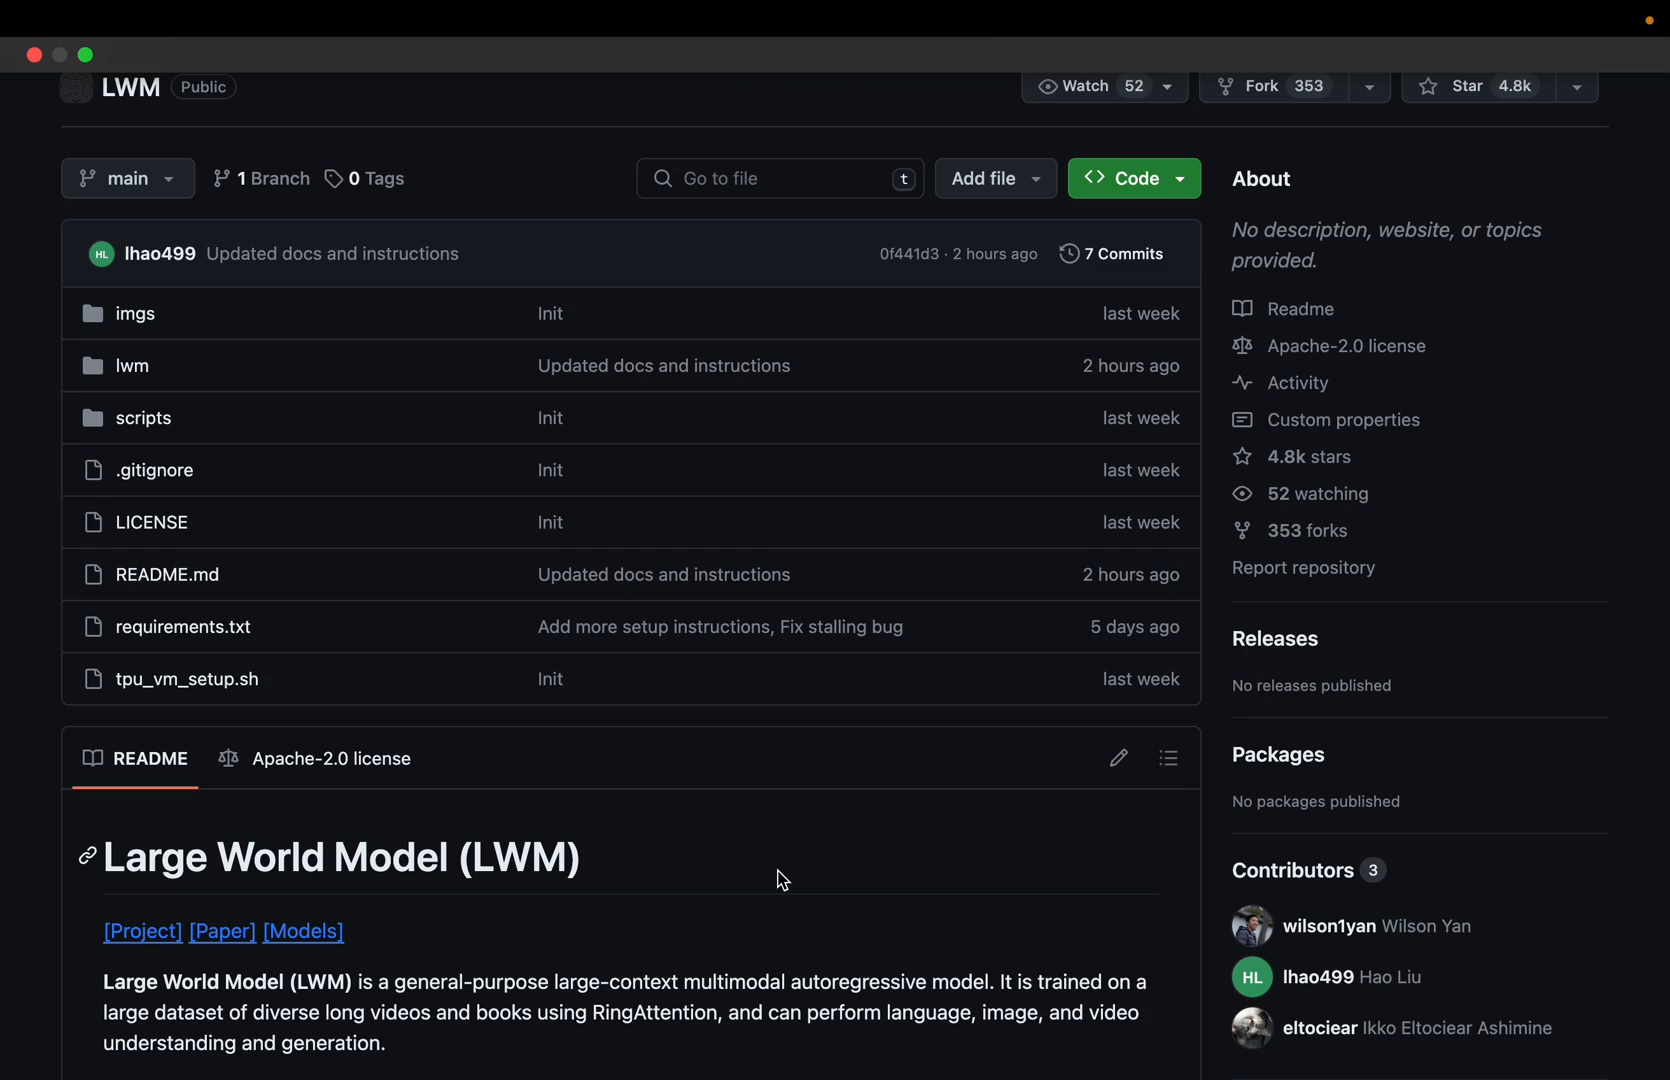 LWM Public Watch 52 Fork 353 Star 4.8k
main 1 Branch 0 Tags Go to file t Add file Code
HL lhao499 Updated docs and instructions 0f441d3 · 2 hours ago 7 Commits
imgs Init last week
lwm Updated docs and instructions 2 hours ago
scripts Init last week
.gitignore Init last week
LICENSE Init last week
README.md Updated docs and instructions 2 hours ago
requirements.txt Add more setup instructions, Fix stalling bug 5 days ago
tpu_vm_setup.sh Init last week
README Apache-2.0 license
Large World Model (LWM)
[Project] [Paper] [Models]
Large World Model (LWM) is a general-purpose large-context multimodal autoregressive model. It is trained on a
large dataset of diverse long videos and books using RingAttention, and can perform language, image, and video
understanding and generation.
About
No description, website, or topics
provided.
Readme
Apache-2.0 license
Activity
Custom properties
4.8k stars
52 watching
353 forks
Report repository
Releases
No releases published
Packages
No packages published
Contributors 3
wilson1yan Wilson Yan
HL lhao499 Hao Liu
eltociear Ikko Eltociear Ashimine